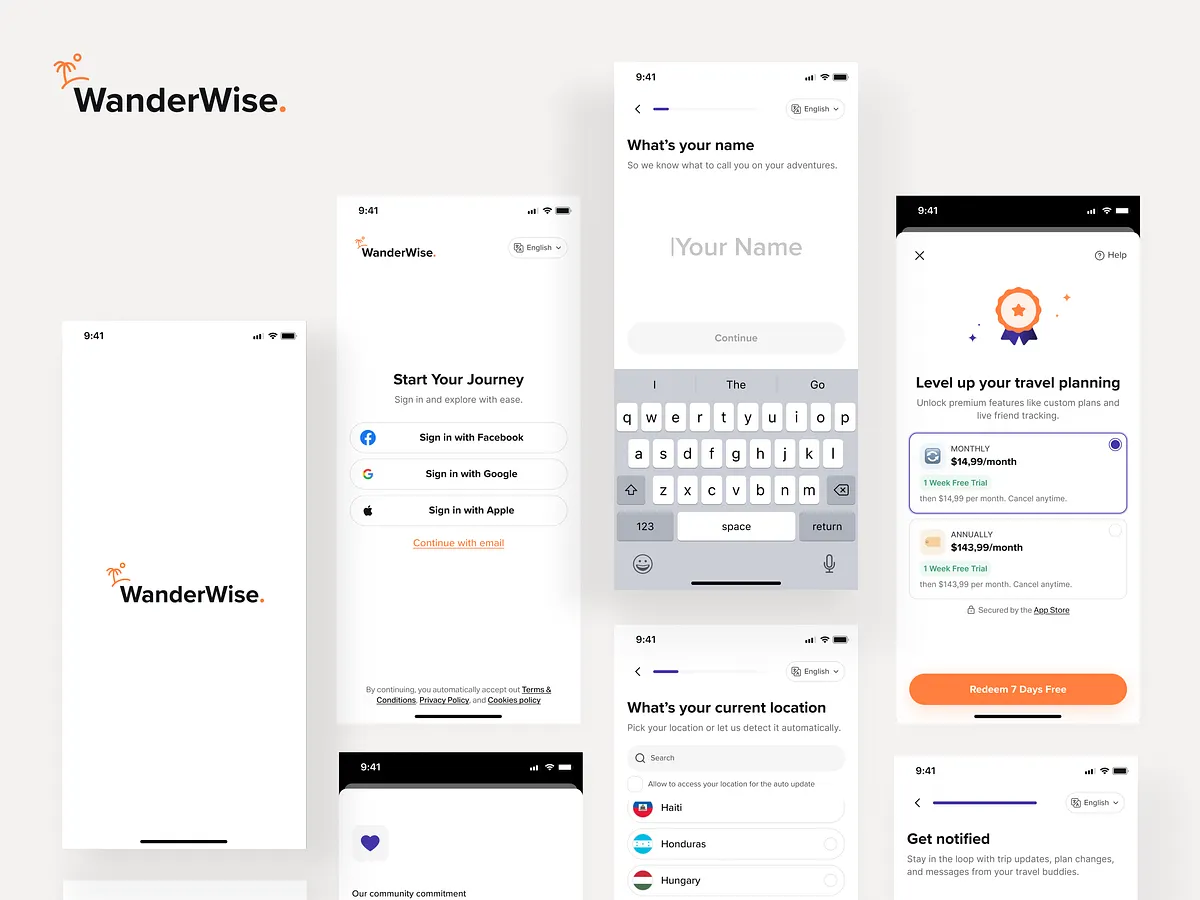 WanderWise.
9:41
WanderWise.
9:41
WanderWise.
English
Start Your Journey
Sign in and explore with ease.
Sign in with Facebook
Sign in with Google
Sign in with Apple
Continue with email
By continuing, you automatically accept out Terms &
Conditions, Privacy Policy, and Cookies policy
9:41
Our community commitment
9:41
English
What's your name
So we know what to call you on your adventures.
Your Name
Continue
I The Go
q w e r t y u i o p
a s d f g h j k l
z x c v b n m
123 space return
9:41
English
What's your current location
Pick your location or let us detect it automatically.
Search
Allow to access your location for the auto update
Haiti
Honduras
Hungary
9:41
Help
Level up your travel planning
Unlock premium features like custom plans and
live friend tracking.
MONTHLY
$14,99/month
1 Week Free Trial
then $14,99 per month. Cancel anytime.
ANNUALLY
$143,99/month
1 Week Free Trial
then $143,99 per month. Cancel anytime.
Secured by the App Store
Redeem 7 Days Free
9:41
English
Get notified
Stay in the loop with trip updates, plan changes,
and messages from your travel buddies.